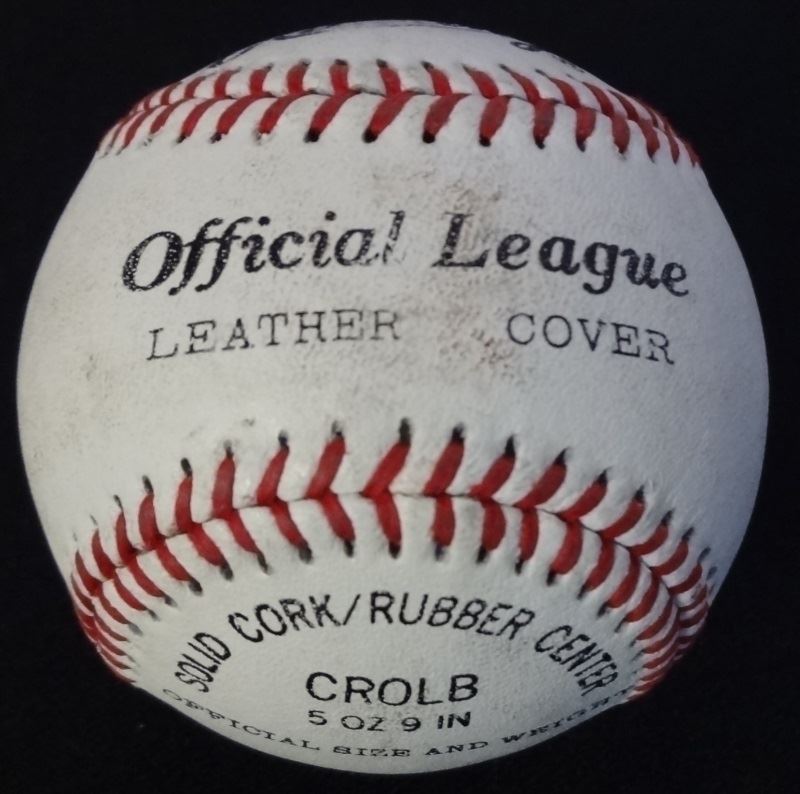 Official League
LEATHER COVER
SOLID CORK/RUBBER CENTER
CROLB
5 OZ 9 IN
OFFICIAL SIZE AND WEIGHT